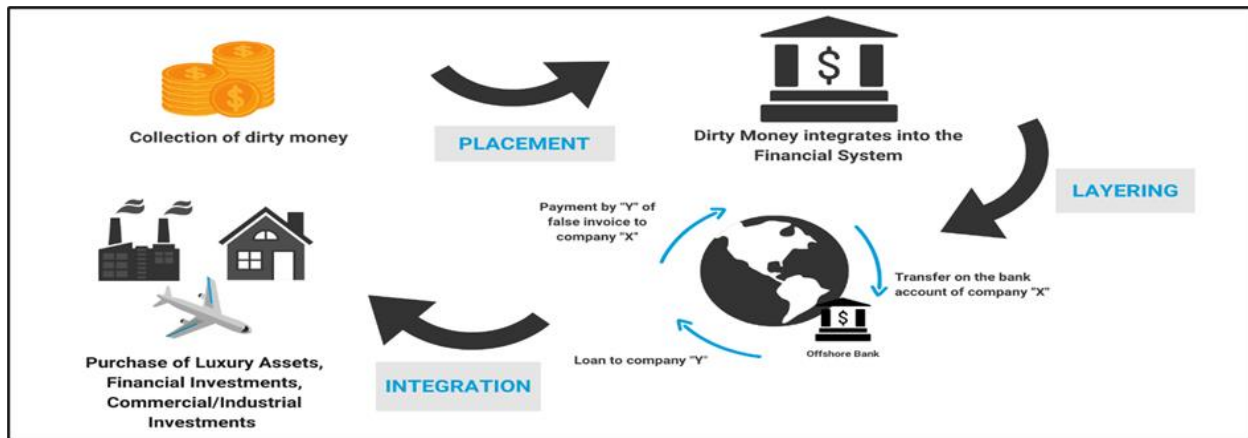 Collection of dirty money
PLACEMENT
$
Dirty Money integrates into the
Financial System
LAYERING
Payment by "Y" of
false invoice to
company "X"
Transfer on the bank
account of company "X"
$
Offshore Bank
Loan to company "Y"
INTEGRATION
Purchase of Luxury Assets,
Financial Investments,
Commercial/Industrial
Investments